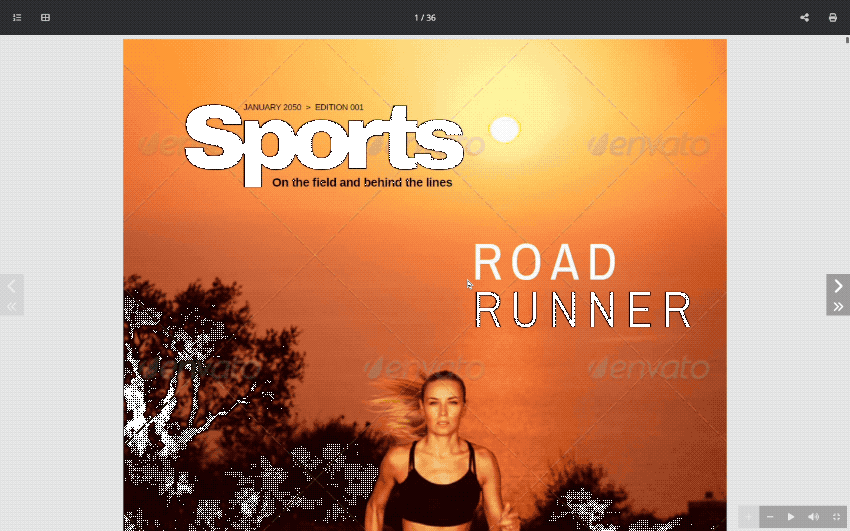 1 / 36
JANUARY 2050 > EDITION 001
Sports
On the field and behind the lines
envato envato envato
ROAD
RUNNER
envato envato envato